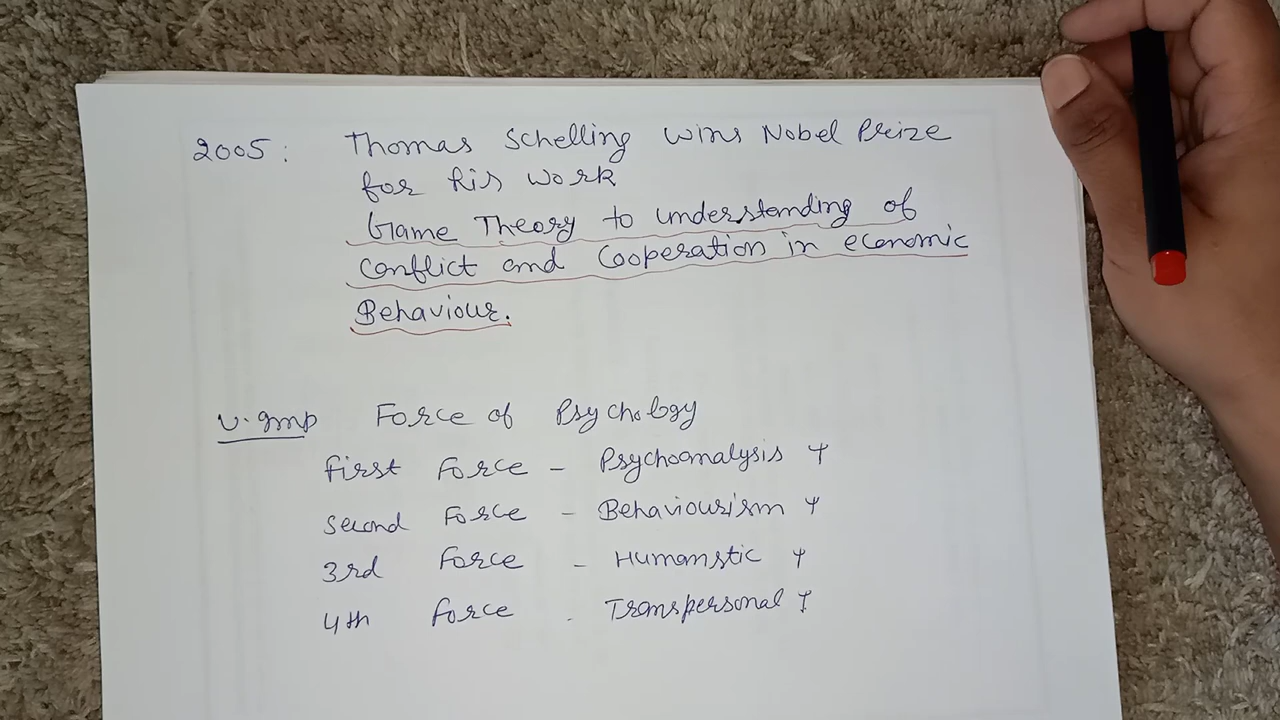 2005: Thomas Schelling wins Nobel Prize
for his work
Game Theory to understanding of
conflict and Cooperation in economic
Behaviour.
V. Imp Force of Psychology
first Force - Psychoanalysis ψ
second Force - Behaviourism ψ
3rd Force - Humanstic ψ
4th force - Transpersonal ψ